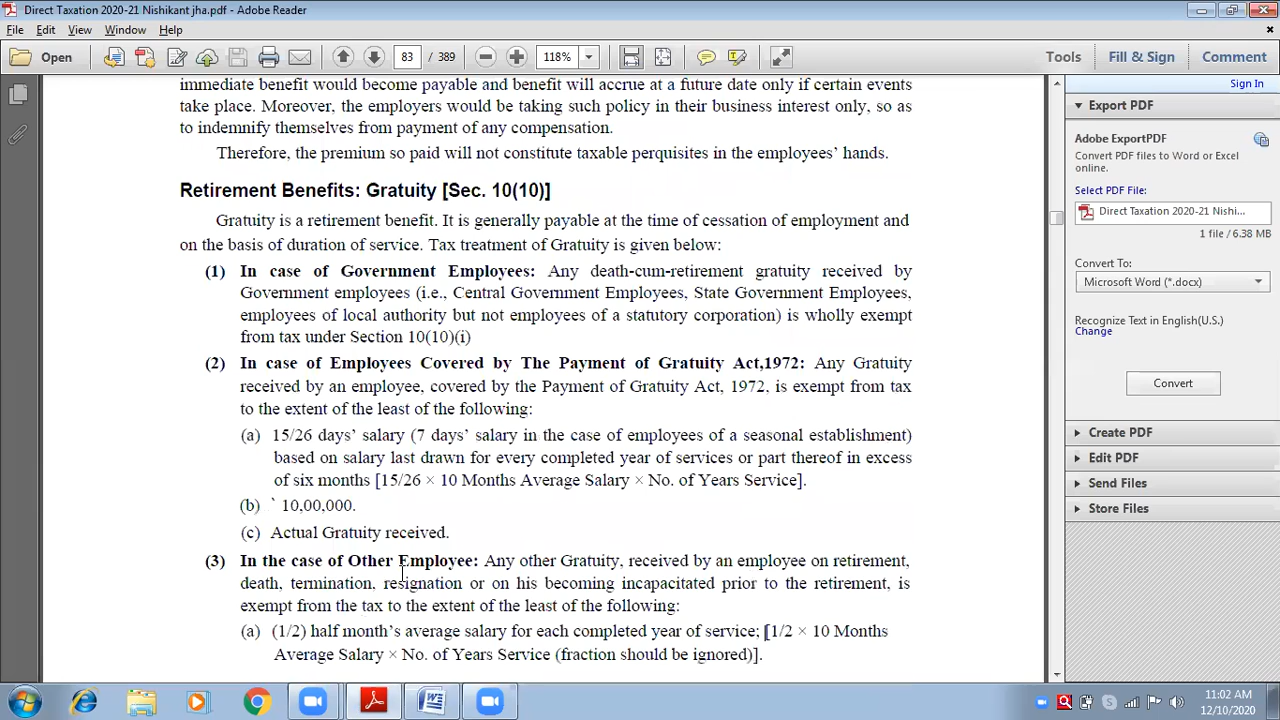 Direct Taxation 2020-21 Nishikant jha.pdf - Adobe Reader
File Edit View Window Help
Open 83 / 389 118% Tools Fill & Sign Comment
immediate benefit would become payable and benefit will accrue at a future date only if certain events
take place. Moreover, the employers would be taking such policy in their business interest only, so as
to indemnify themselves from payment of any compensation.
Therefore, the premium so paid will not constitute taxable perquisites in the employees' hands.
Retirement Benefits: Gratuity [Sec. 10(10)]
Gratuity is a retirement benefit. It is generally payable at the time of cessation of employment and
on the basis of duration of service. Tax treatment of Gratuity is given below:
(1) In case of Government Employees: Any death-cum-retirement gratuity received by
Government employees (i.e., Central Government Employees, State Government Employees,
employees of local authority but not employees of a statutory corporation) is wholly exempt
from tax under Section 10(10)(i)
(2) In case of Employees Covered by The Payment of Gratuity Act,1972: Any Gratuity
received by an employee, covered by the Payment of Gratuity Act, 1972, is exempt from tax
to the extent of the least of the following:
(a) 15/26 days' salary (7 days' salary in the case of employees of a seasonal establishment)
based on salary last drawn for every completed year of services or part thereof in excess
of six months [15/26 × 10 Months Average Salary × No. of Years Service].
(b) ` 10,00,000.
(c) Actual Gratuity received.
(3) In the case of Other Employee: Any other Gratuity, received by an employee on retirement,
death, termination, resignation or on his becoming incapacitated prior to the retirement, is
exempt from the tax to the extent of the least of the following:
(a) (1/2) half month's average salary for each completed year of service; [1/2 × 10 Months
Average Salary × No. of Years Service (fraction should be ignored)].
Sign In
Export PDF
Adobe ExportPDF
Convert PDF files to Word or Excel
online.
Select PDF File:
Direct Taxation 2020-21 Nishi...
1 file / 6.38 MB
Convert To:
Microsoft Word (*.docx)
Recognize Text in English(U.S.)
Change
Convert
Create PDF
Edit PDF
Send Files
Store Files
11:02 AM
12/10/2020